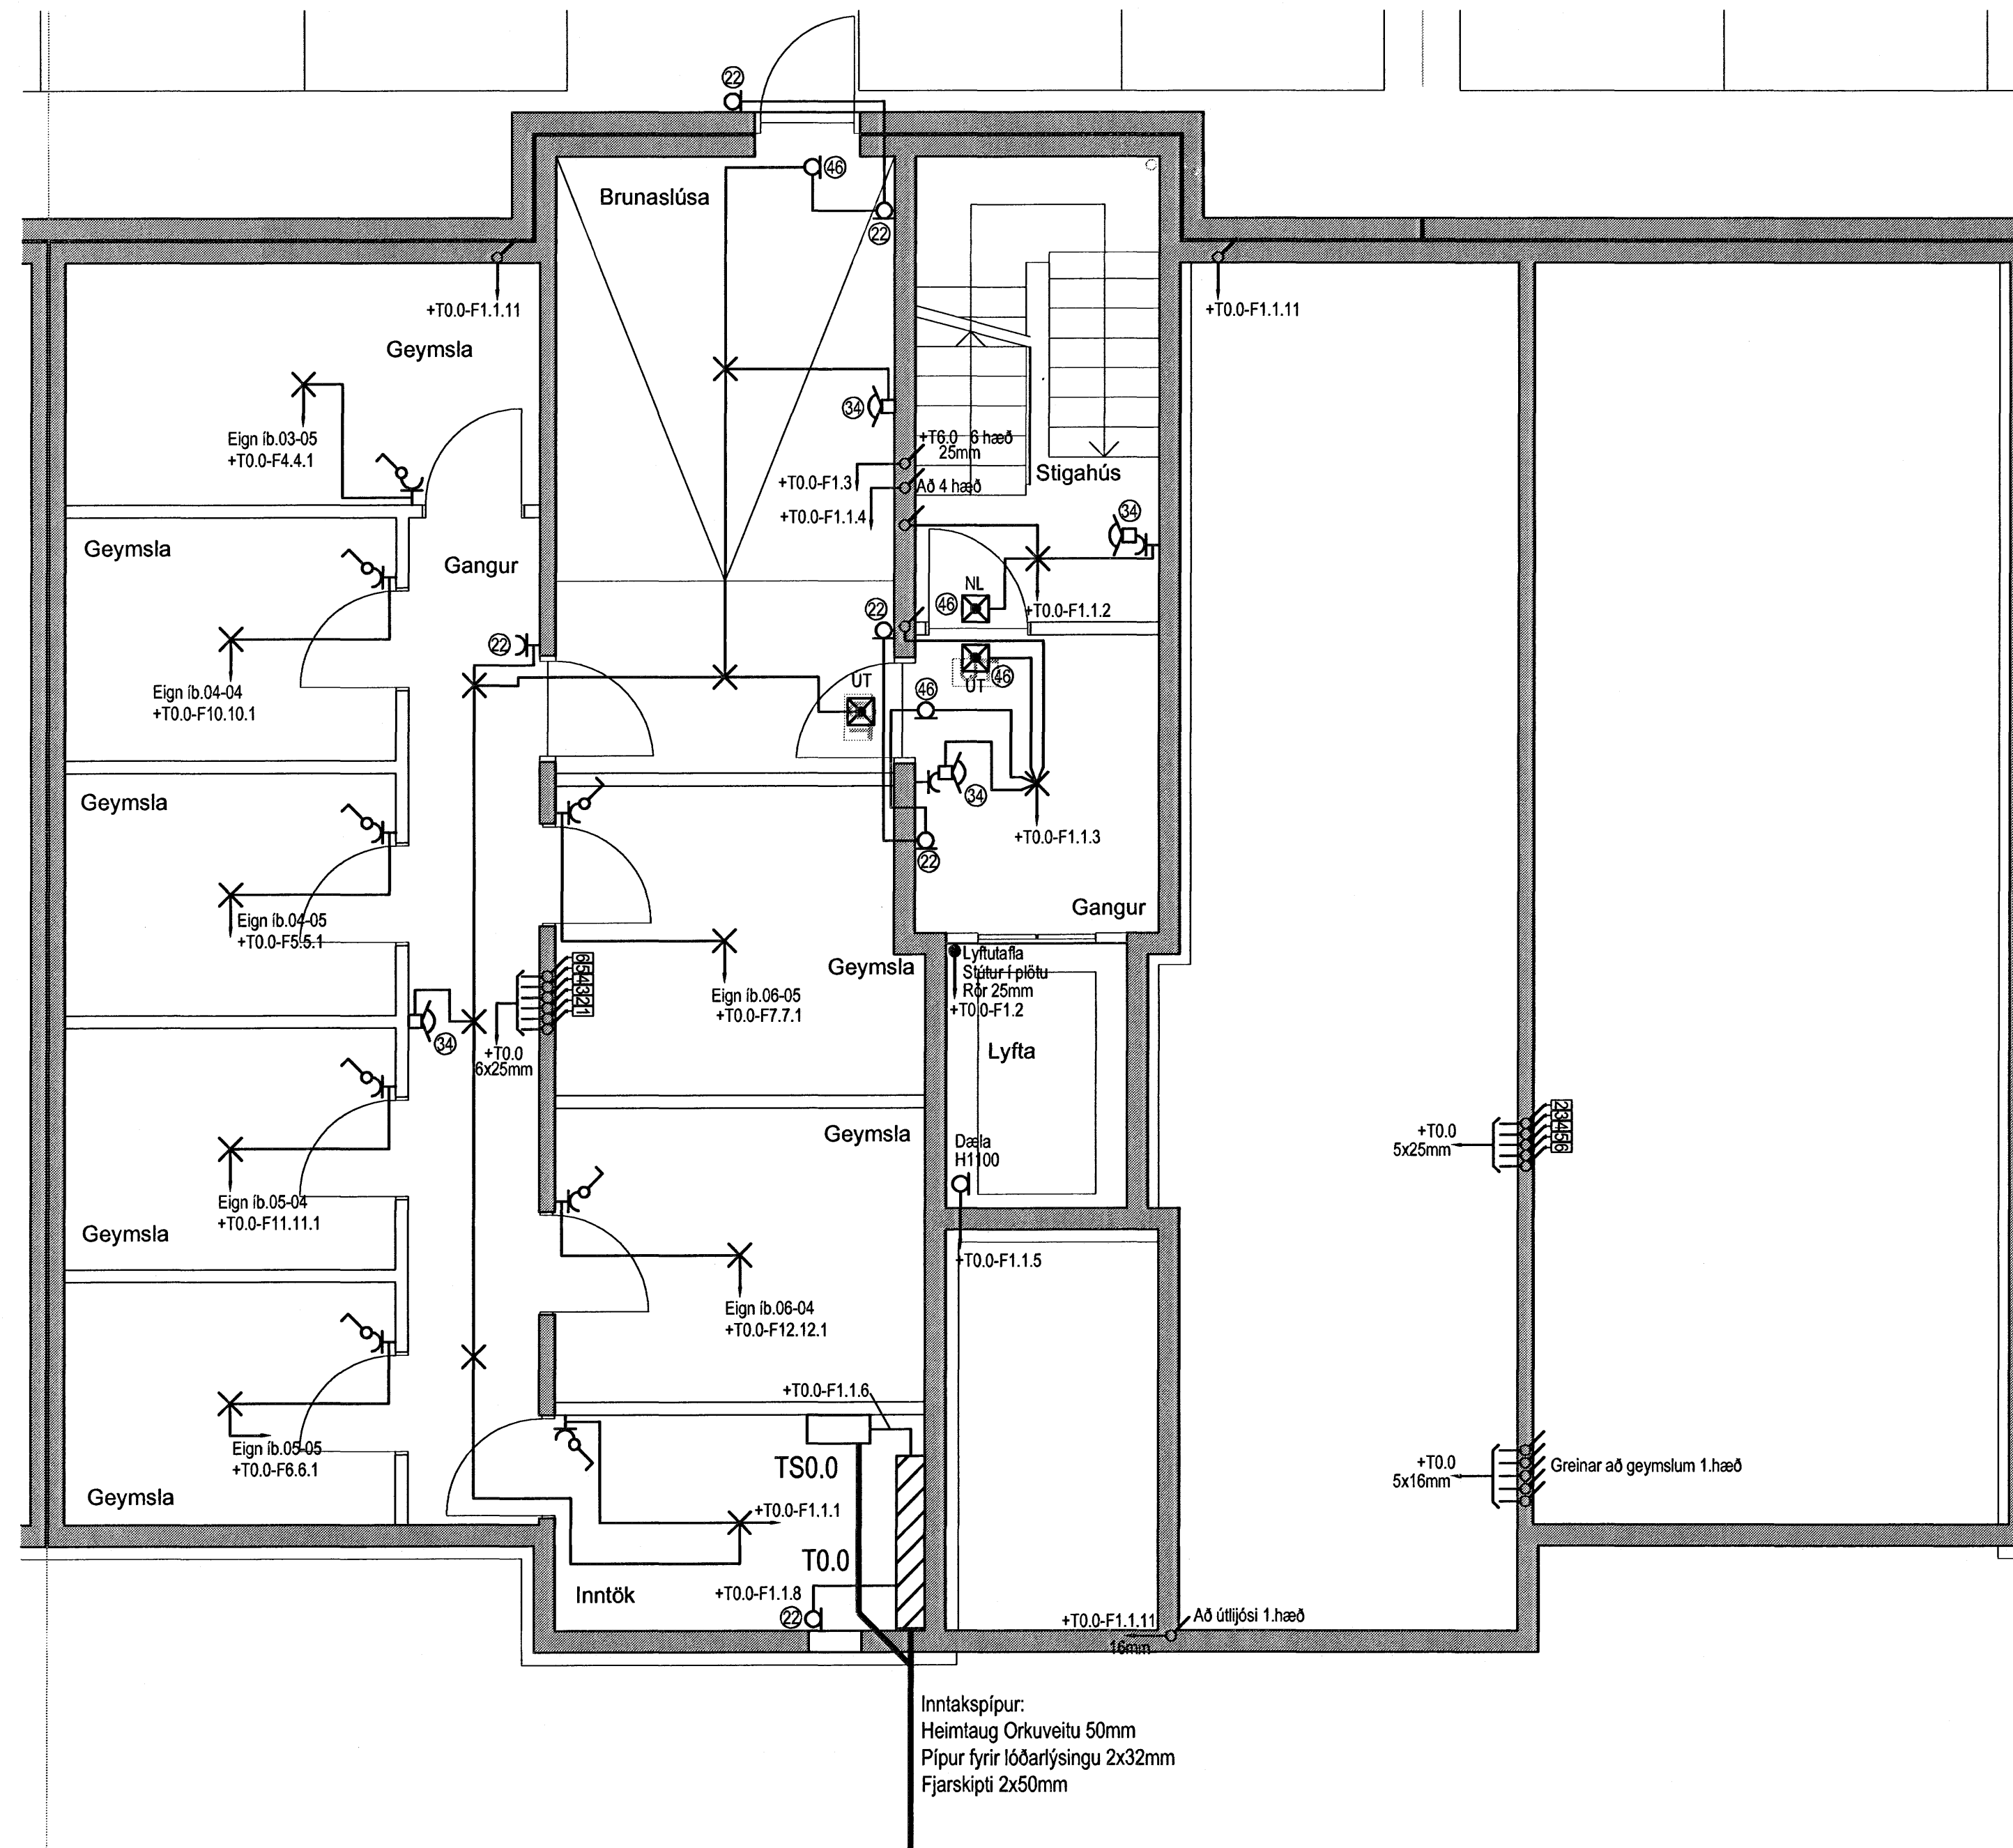 22
46
Brunaslúsa
22
+T0.0-F1.1.11
+T0.0-F1.1.11
Geymsla
Eign íb.03-05
+T0.0-F4.4.1
34
+T6.0 6 hæð
25mm
Stigahús
+T0.0-F1.3
Að 4 hæð
+T0.0-F1.1.4
34
Geymsla
Gangur
NL
46
+T0.0-F1.1.2
22
22
ÚT
46
ÚT
46
Eign íb.04-04
+T0.0-F10.10.1
Geymsla
34
+T0.0-F1.1.3
22
Gangur
Eign íb.04-05
+T0.0-F5.5.1
654321
Geymsla
Lyftutafla
Stútur í plötu
Rör 25mm
+T0.0-F1.2
Eign íb.06-05
+T0.0-F7.7.1
34
+T0.0
6x25mm
Lyfta
Geymsla
Dæla
H1100
23456
+T0.0
5x25mm
Eign íb.05-04
+T0.0-F11.11.1
Geymsla
+T0.0-F1.1.5
Eign íb.06-04
+T0.0-F12.12.1
+T0.0-F1.1.6
Eign íb.05-05
+T0.0-F6.6.1
TS0.0
+T0.0
5x16mm
Greinar að geymslum 1.hæð
Geymsla
+T0.0-F1.1.1
T0.0
Inntök
+T0.0-F1.1.8
22
+T0.0-F1.1.11
16mm
Að útlijósi 1.hæð
Inntakspípur:
Heimtaug Orkuveitu 50mm
Pípur fyrir lóðarlýsingu 2x32mm
Fjarskipti 2x50mm